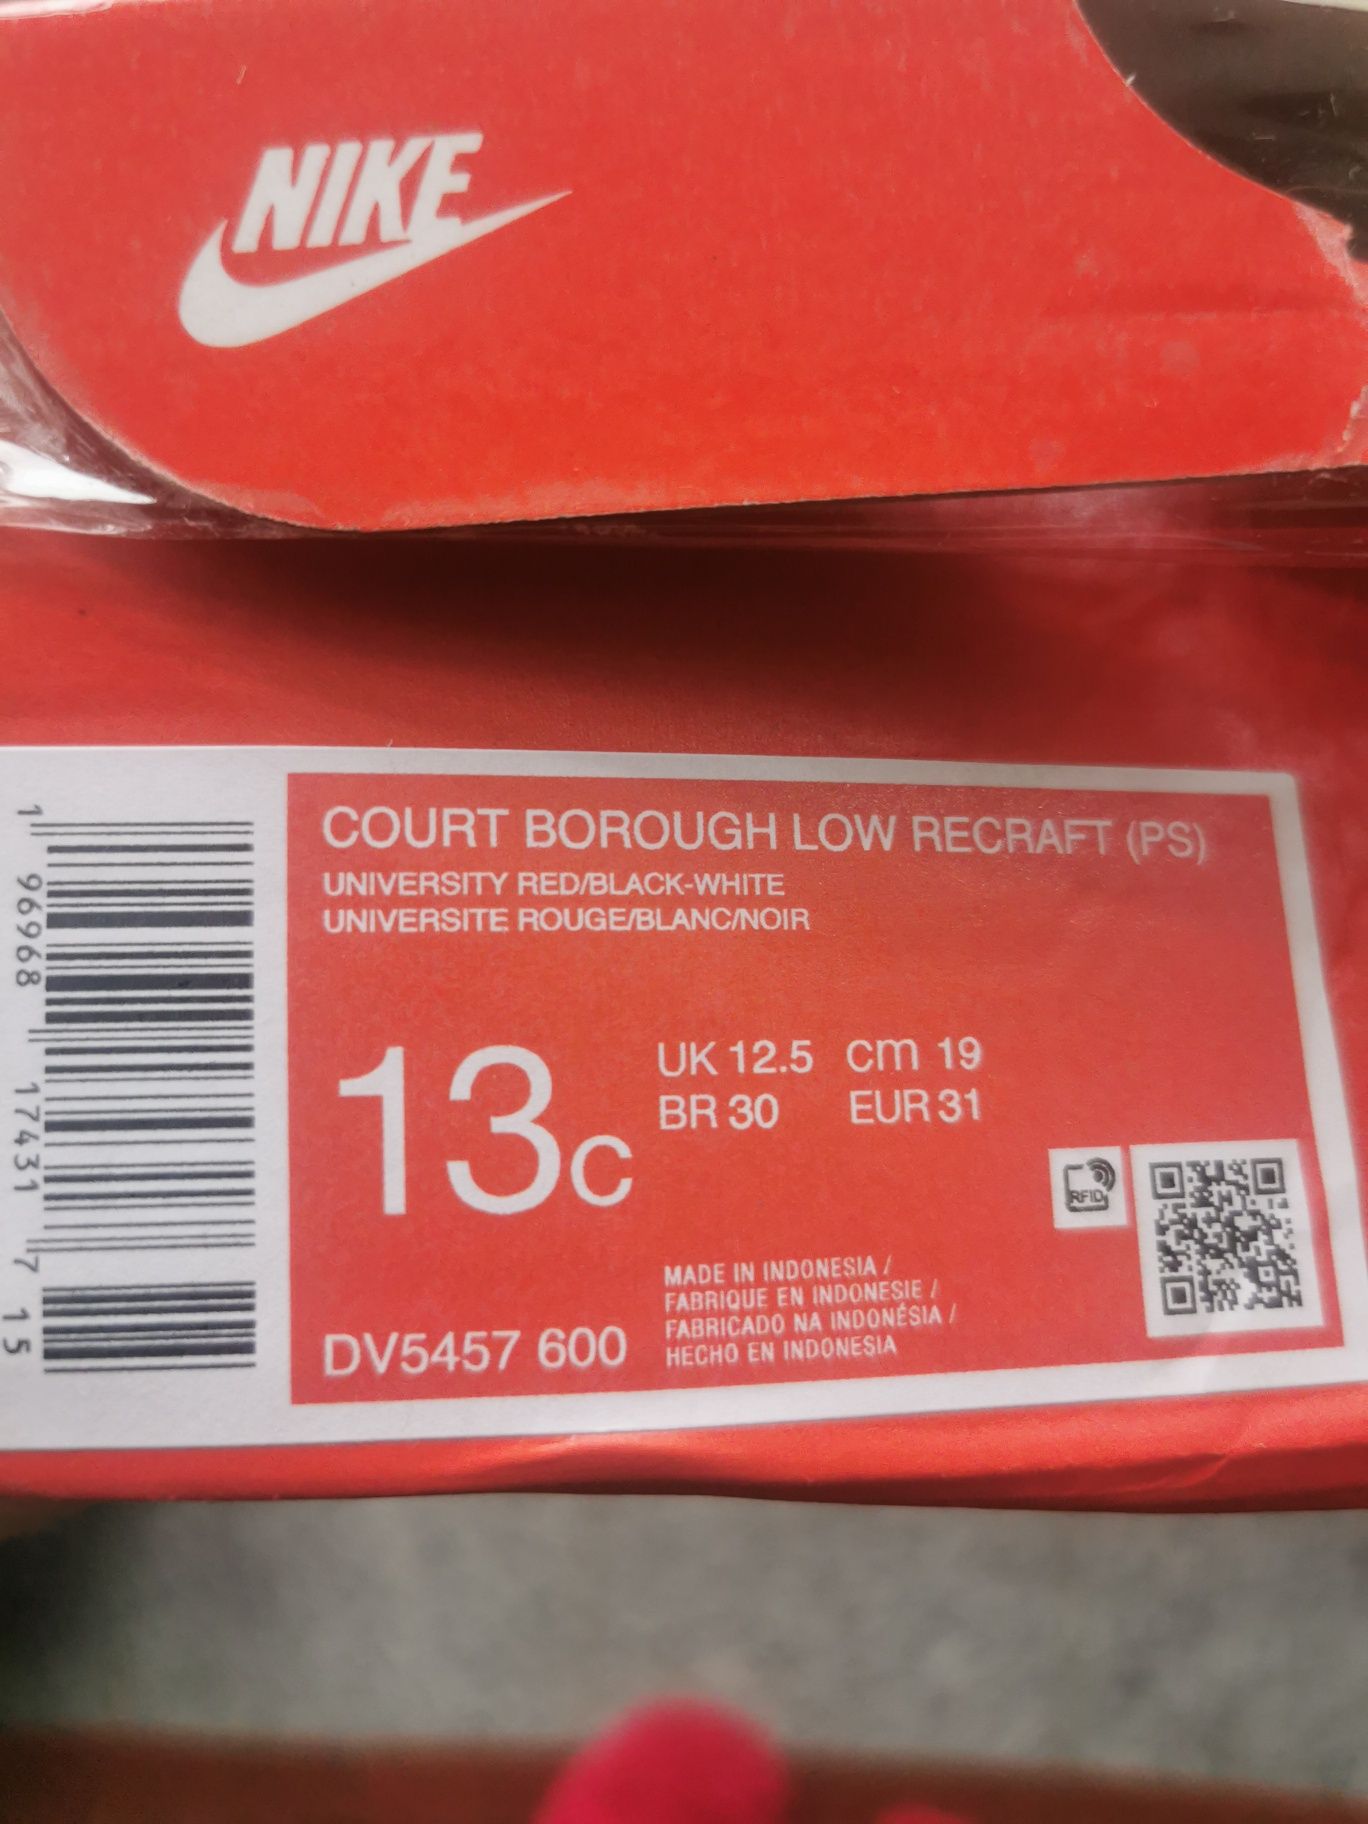 NIKE
COURT BOROUGH LOW RECRAFT (PS)
UNIVERSITY RED/BLACK-WHITE
UNIVERSITE ROUGE/BLANC/NOIR
13C
UK 12.5 cm 19
BR 30 EUR 31
RFID
MADE IN INDONESIA /
FABRIQUE EN INDONESIE /
FABRICADO NA INDONÉSIA /
HECHO EN INDONESIA
DV5457 600
1 96968 17431 7 15